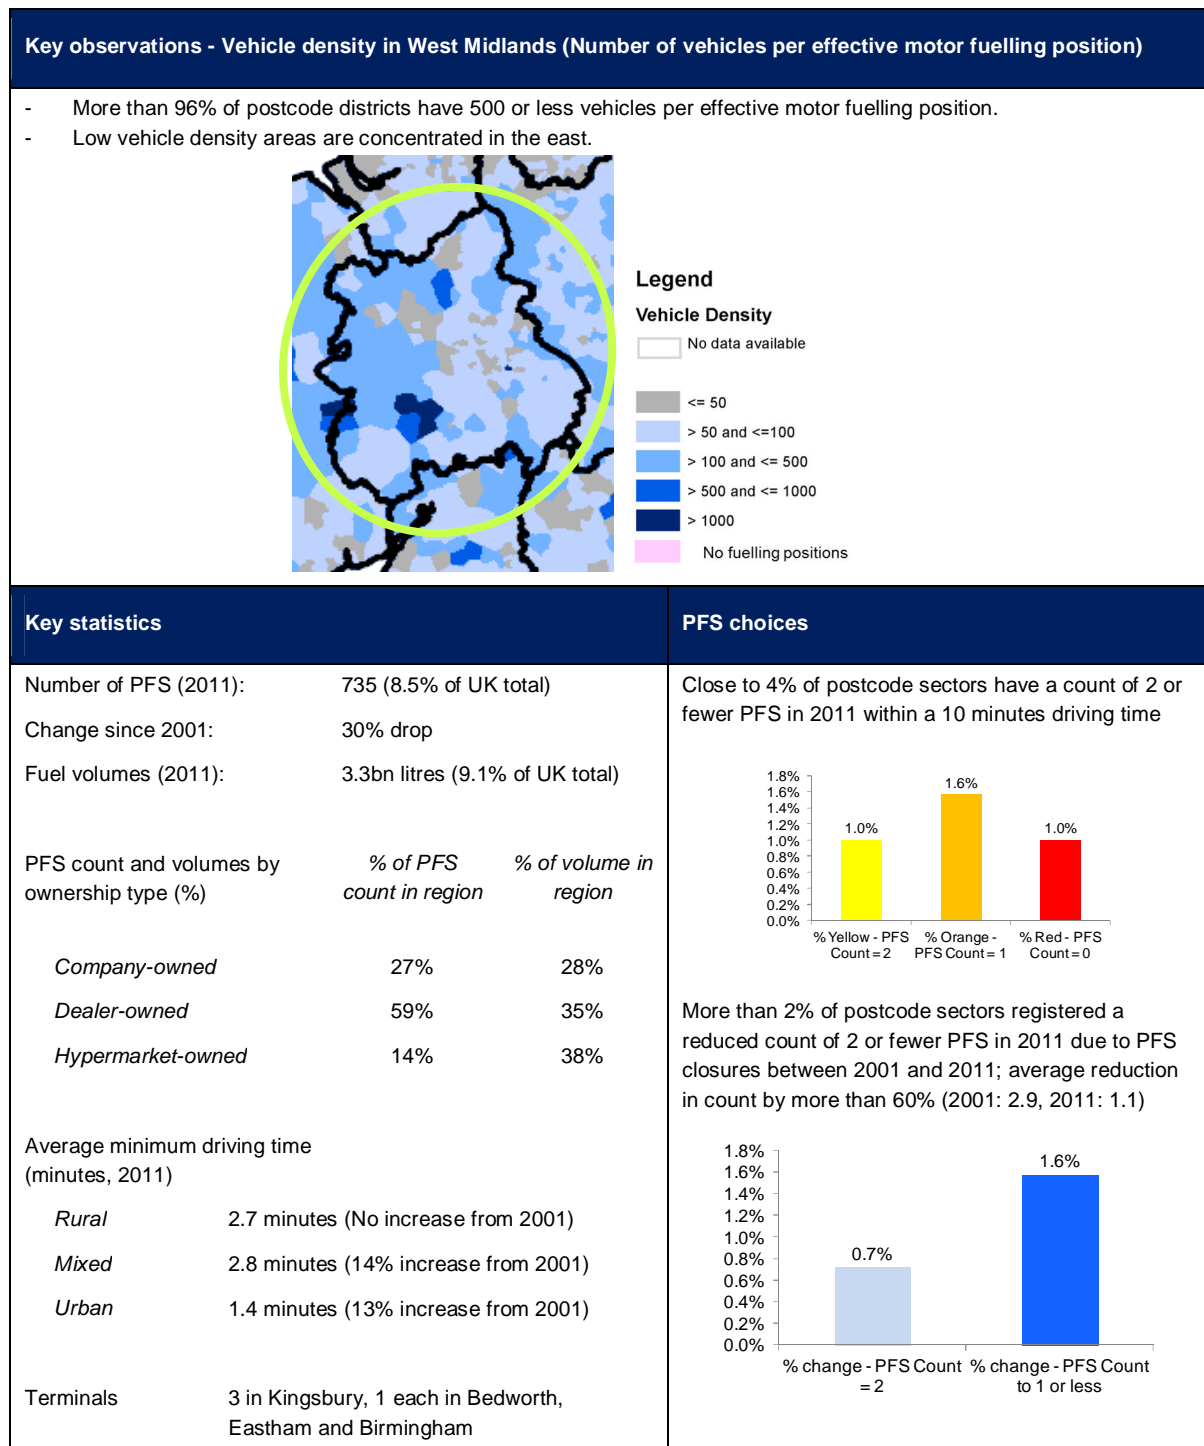 Key observations - Vehicle density in West Midlands (Number of vehicles per effective motor fuelling position)
- More than 96% of postcode districts have 500 or less vehicles per effective motor fuelling position.
- Low vehicle density areas are concentrated in the east.
Legend
Vehicle Density
No data available
<= 50
> 50 and <=100
> 100 and <= 500
> 500 and <= 1000
> 1000
No fuelling positions
Key statistics
Number of PFS (2011): 735 (8.5% of UK total)
Change since 2001: 30% drop
Fuel volumes (2011): 3.3bn litres (9.1% of UK total)
PFS count and volumes by % of PFS % of volume in
ownership type (%) count in region region
Company-owned 27% 28%
Dealer-owned 59% 35%
Hypermarket-owned 14% 38%
Average minimum driving time
(minutes, 2011)
Rural 2.7 minutes (No increase from 2001)
Mixed 2.8 minutes (14% increase from 2001)
Urban 1.4 minutes (13% increase from 2001)
Terminals 3 in Kingsbury, 1 each in Bedworth,
Eastham and Birmingham
PFS choices
Close to 4% of postcode sectors have a count of 2 or
fewer PFS in 2011 within a 10 minutes driving time
1.8%
1.6%
1.4%
1.2%
1.0%
0.8%
0.6%
0.4%
0.2%
0.0%
1.0%
1.6%
1.0%
% Yellow - PFS % Orange - % Red - PFS
Count = 2 PFS Count = 1 Count = 0
More than 2% of postcode sectors registered a
reduced count of 2 or fewer PFS in 2011 due to PFS
closures between 2001 and 2011; average reduction
in count by more than 60% (2001: 2.9, 2011: 1.1)
1.8%
1.6%
1.4%
1.2%
1.0%
0.8%
0.6%
0.4%
0.2%
0.0%
0.7%
1.6%
% change - PFS Count % change - PFS Count
= 2 to 1 or less